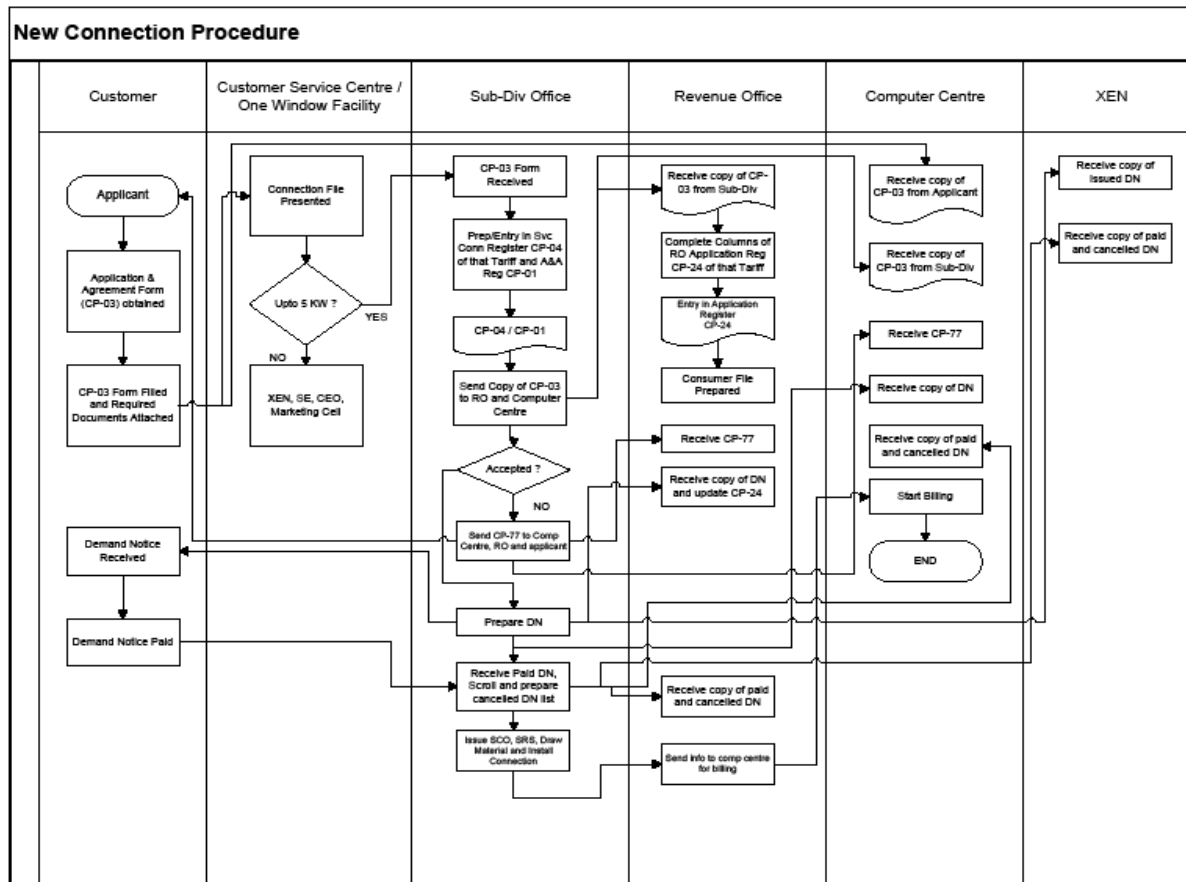 New Connection Procedure
Customer
Customer Service Centre /
One Window Facility
Sub-Div Office
Revenue Office
Computer Centre
XEN
Applicant
Application &
Agreement Form
(CP-03) obtained
CP-03 Form Filled
and Required
Documents Attached
Demand Notice
Received
Demand Notice Paid
Connection File
Presented
Upto 5 KW ?
YES
NO
XEN, SE, CEO,
Marketing Cell
CP-03 Form
Received
Prep/Entry in Svc
Conn Register CP-04
of that Tariff and A&A
Reg CP-01
CP-04 / CP-01
Send Copy of CP-03
to RO and Computer
Centre
Accepted ?
NO
Send CP-77 to Comp
Centre, RO and applicant
Prepare DN
Receive Paid DN,
Scroll and prepare
cancelled DN list
Issue SCO, SRS, Draw
Material and Install
Connection
Receive copy of CP-
03 from Sub-Div
Complete Columns of
RO Application Reg
CP-24 of that Tariff
Entry in Application
Register
CP-24
Consumer File
Prepared
Receive CP-77
Receive copy of DN
and update CP-24
Receive copy of paid
and cancelled DN
Send info to comp centre
for billing
Receive copy of
CP-03 from Applicant
Receive copy of
CP-03 from Sub-Div
Receive CP-77
Receive copy of DN
Receive copy of paid
and cancelled DN
Start Billing
END
Receive copy of
Issued DN
Receive copy of paid
and cancelled DN